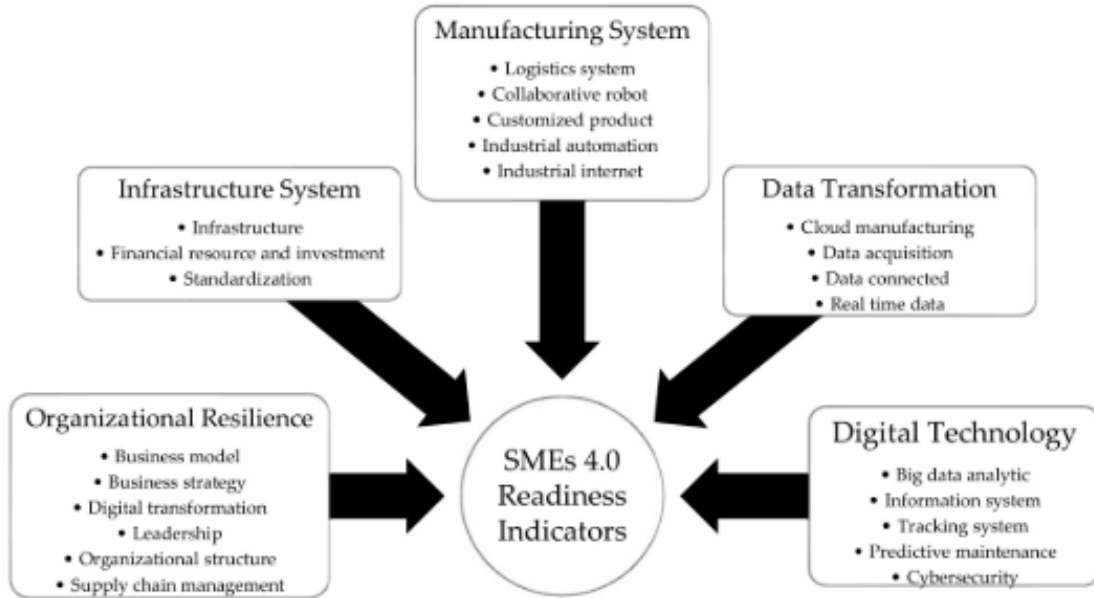 Manufacturing System
• Logistics system
• Collaborative robot
• Customized product
• Industrial automation
• Industrial internet
Infrastructure System
• Infrastructure
• Financial resource and investment
• Standardization
Data Transformation
• Cloud manufacturing
• Data acquisition
• Data connected
• Real time data
Organizational Resilience
• Business model
• Business strategy
• Digital transformation
• Leadership
• Organizational structure
• Supply chain management
SMEs 4.0
Readiness
Indicators
Digital Technology
• Big data analytic
• Information system
• Tracking system
• Predictive maintenance
• Cybersecurity